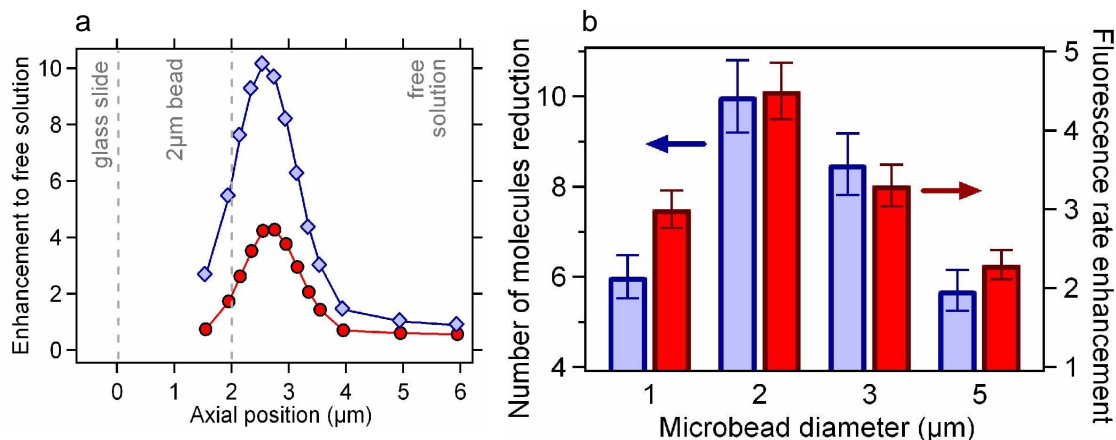 a
Enhancement to free solution
10
8
6
4
2
0
glass slide
2µm bead
free
solution
0
1
2
3
4
5
6
Axial position (µm)
b
Number of molecules reduction
10
8
6
4
5
4
3
2
1
Fluorescence rate enhancement
1
2
3
5
Microbead diameter (µm)